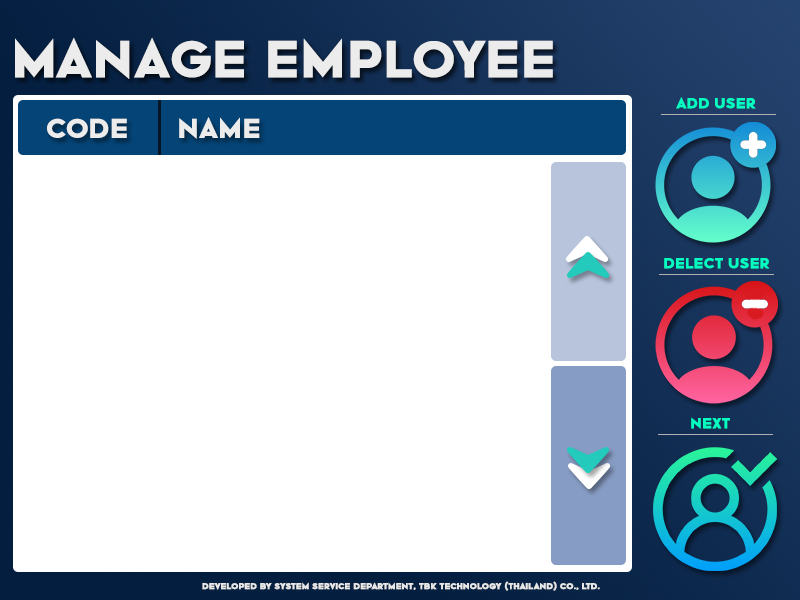 MANAGE EMPLOYEE
CODE NAME
ADD USER
DELECT USER
NEXT
DEVELOPED BY SYSTEM SERVICE DEPARTMENT, TBK TECHNOLOGY (THAILAND) CO., LTD.